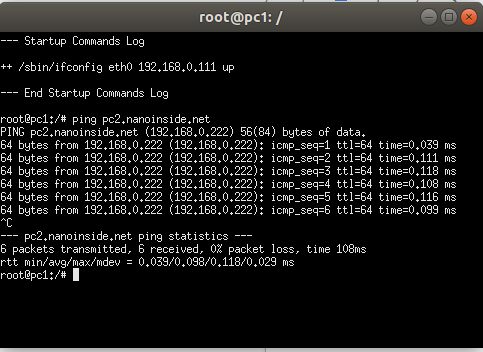 root@pc1: /
--- Startup Commands Log
++ /sbin/ifconfig eth0 192.168.0.111 up
--- End Startup Commands Log
root@pc1:/# ping pc2.nanoinside.net
PING pc2.nanoinside.net (192.168.0.222) 56(84) bytes of data.
64 bytes from 192.168.0.222 (192.168.0.222): icmp_seq=1 ttl=64 time=0.039 ms
64 bytes from 192.168.0.222 (192.168.0.222): icmp_seq=2 ttl=64 time=0.111 ms
64 bytes from 192.168.0.222 (192.168.0.222): icmp_seq=3 ttl=64 time=0.118 ms
64 bytes from 192.168.0.222 (192.168.0.222): icmp_seq=4 ttl=64 time=0.108 ms
64 bytes from 192.168.0.222 (192.168.0.222): icmp_seq=5 ttl=64 time=0.116 ms
64 bytes from 192.168.0.222 (192.168.0.222): icmp_seq=6 ttl=64 time=0.099 ms
^C
--- pc2.nanoinside.net ping statistics ---
6 packets transmitted, 6 received, 0% packet loss, time 108ms
rtt min/avg/max/mdev = 0.039/0.098/0.118/0.029 ms
root@pc1:/#